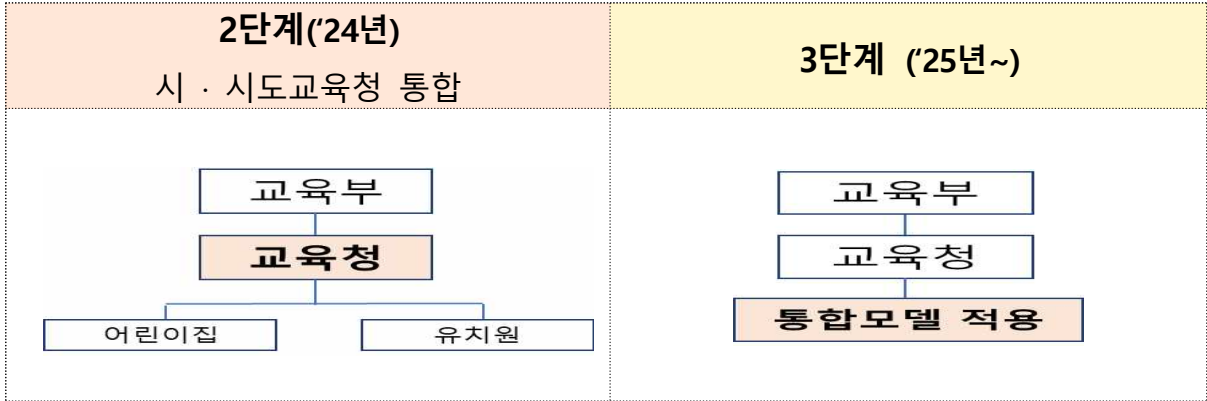 2단계(‘24년)
시 · 시도교육청 통합
3단계 (‘25년~)
교육부
교육청
어린이집 유치원
교육부
교육청
통합모델 적용